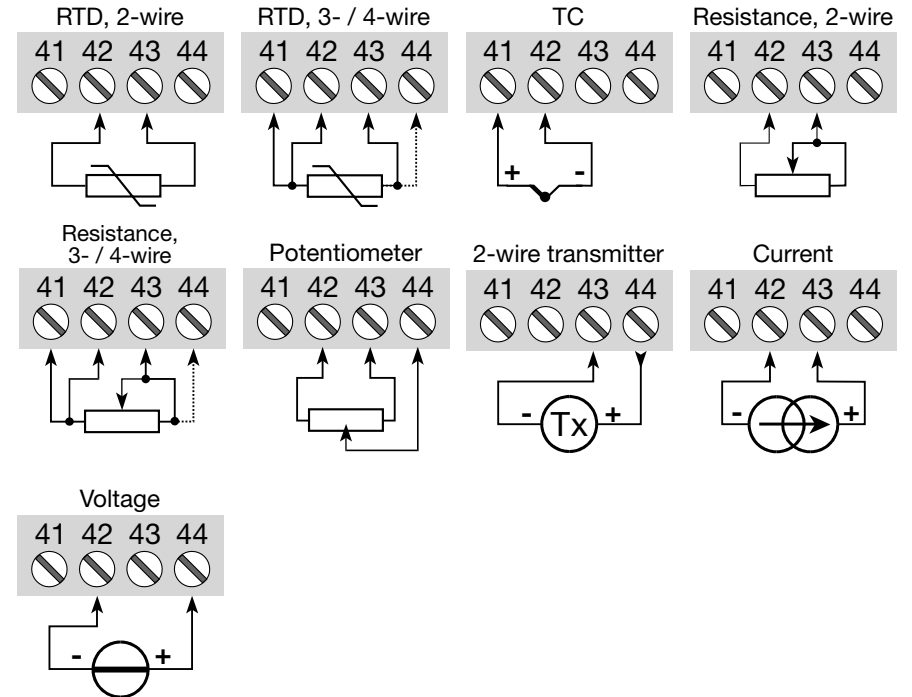 RTD, 2-wire
41 42 43 44
RTD, 3- / 4-wire
41 42 43 44
TC
41 42 43 44
+ -
Resistance, 2-wire
41 42 43 44
Resistance,
3- / 4-wire
41 42 43 44
Potentiometer
41 42 43 44
2-wire transmitter
41 42 43 44
- Tx +
Current
41 42 43 44
- +
Voltage
41 42 43 44
- +